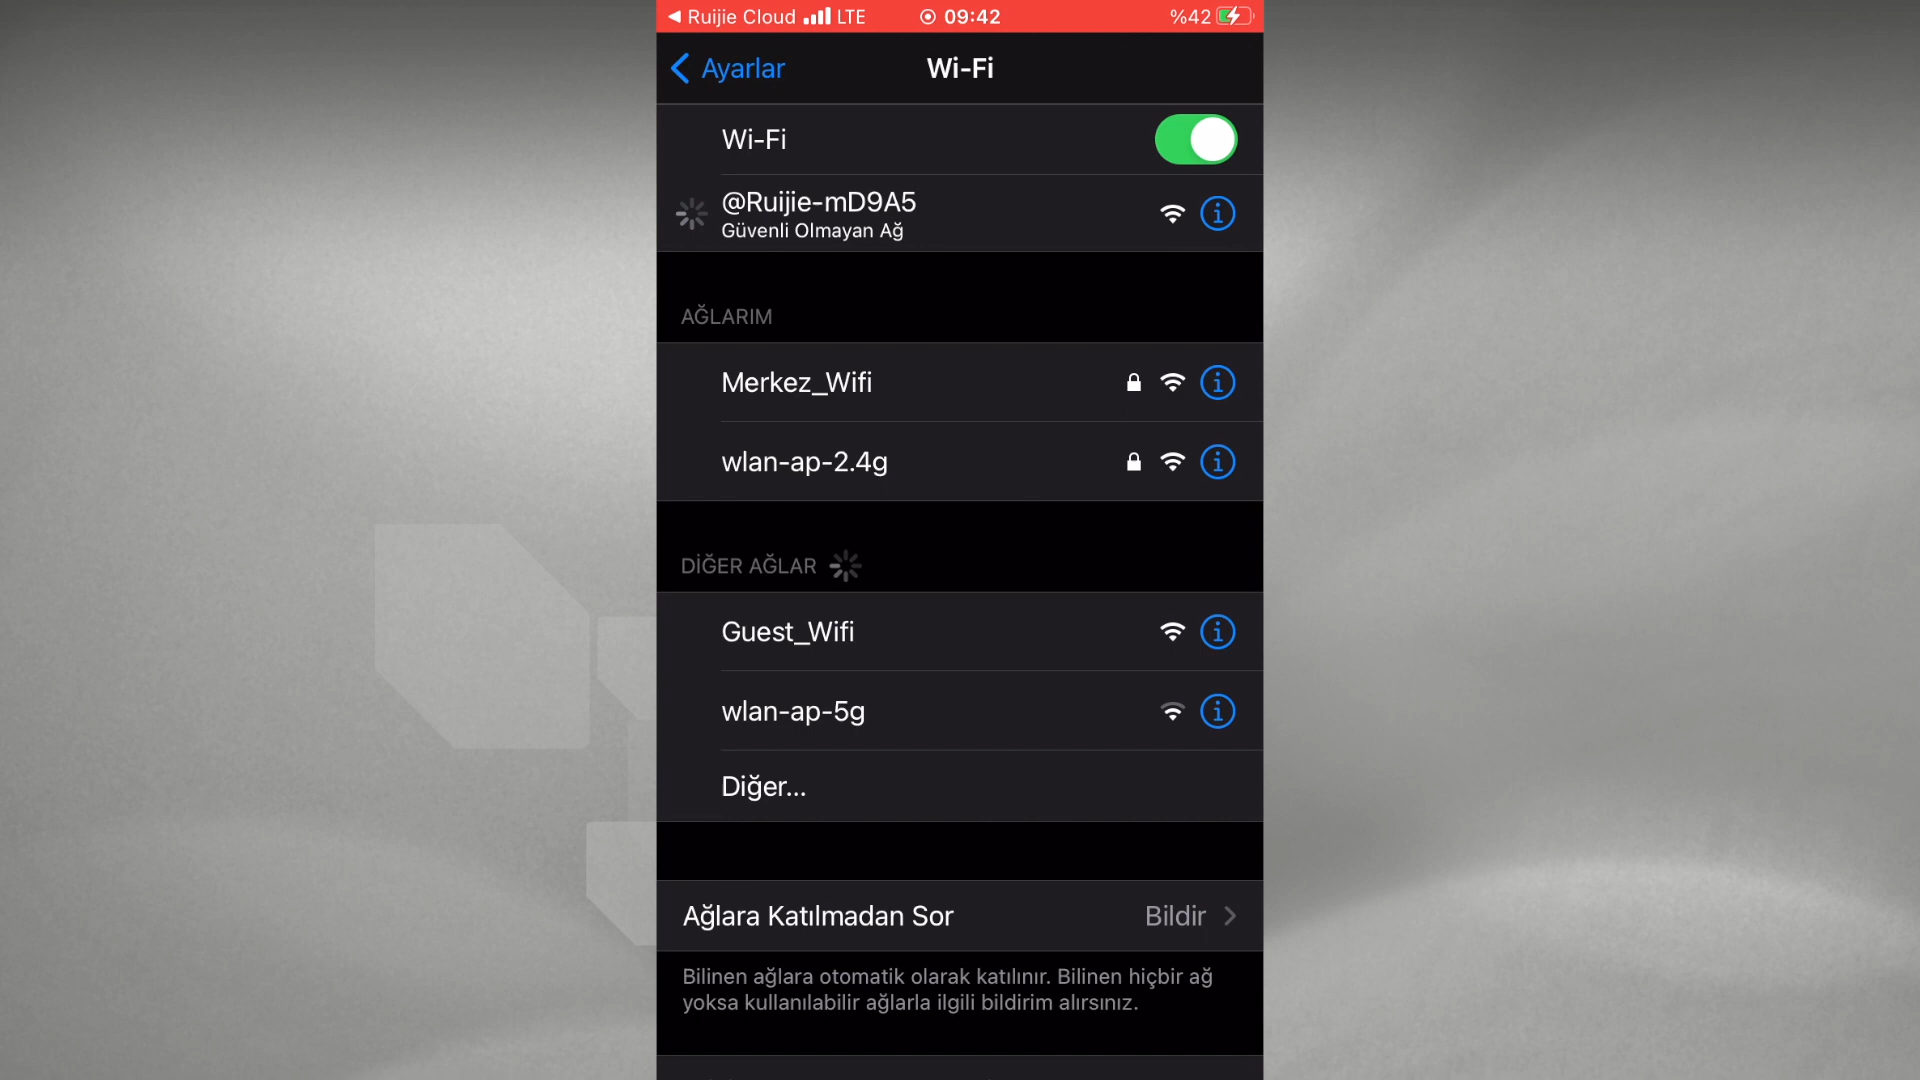 ◀ Ruijie Cloud LTE 09:42 %42
Ayarlar Wi-Fi
Wi-Fi
@Ruijie-mD9A5
Güvenli Olmayan Ağ
AĞLARIM
Merkez_Wifi
wlan-ap-2.4g
DİĞER AĞLAR
Guest_Wifi
wlan-ap-5g
Diğer...
Ağlara Katılmadan Sor Bildir
Bilinen ağlara otomatik olarak katılınır. Bilinen hiçbir ağ
yoksa kullanılabilir ağlarla ilgili bildirim alırsınız.